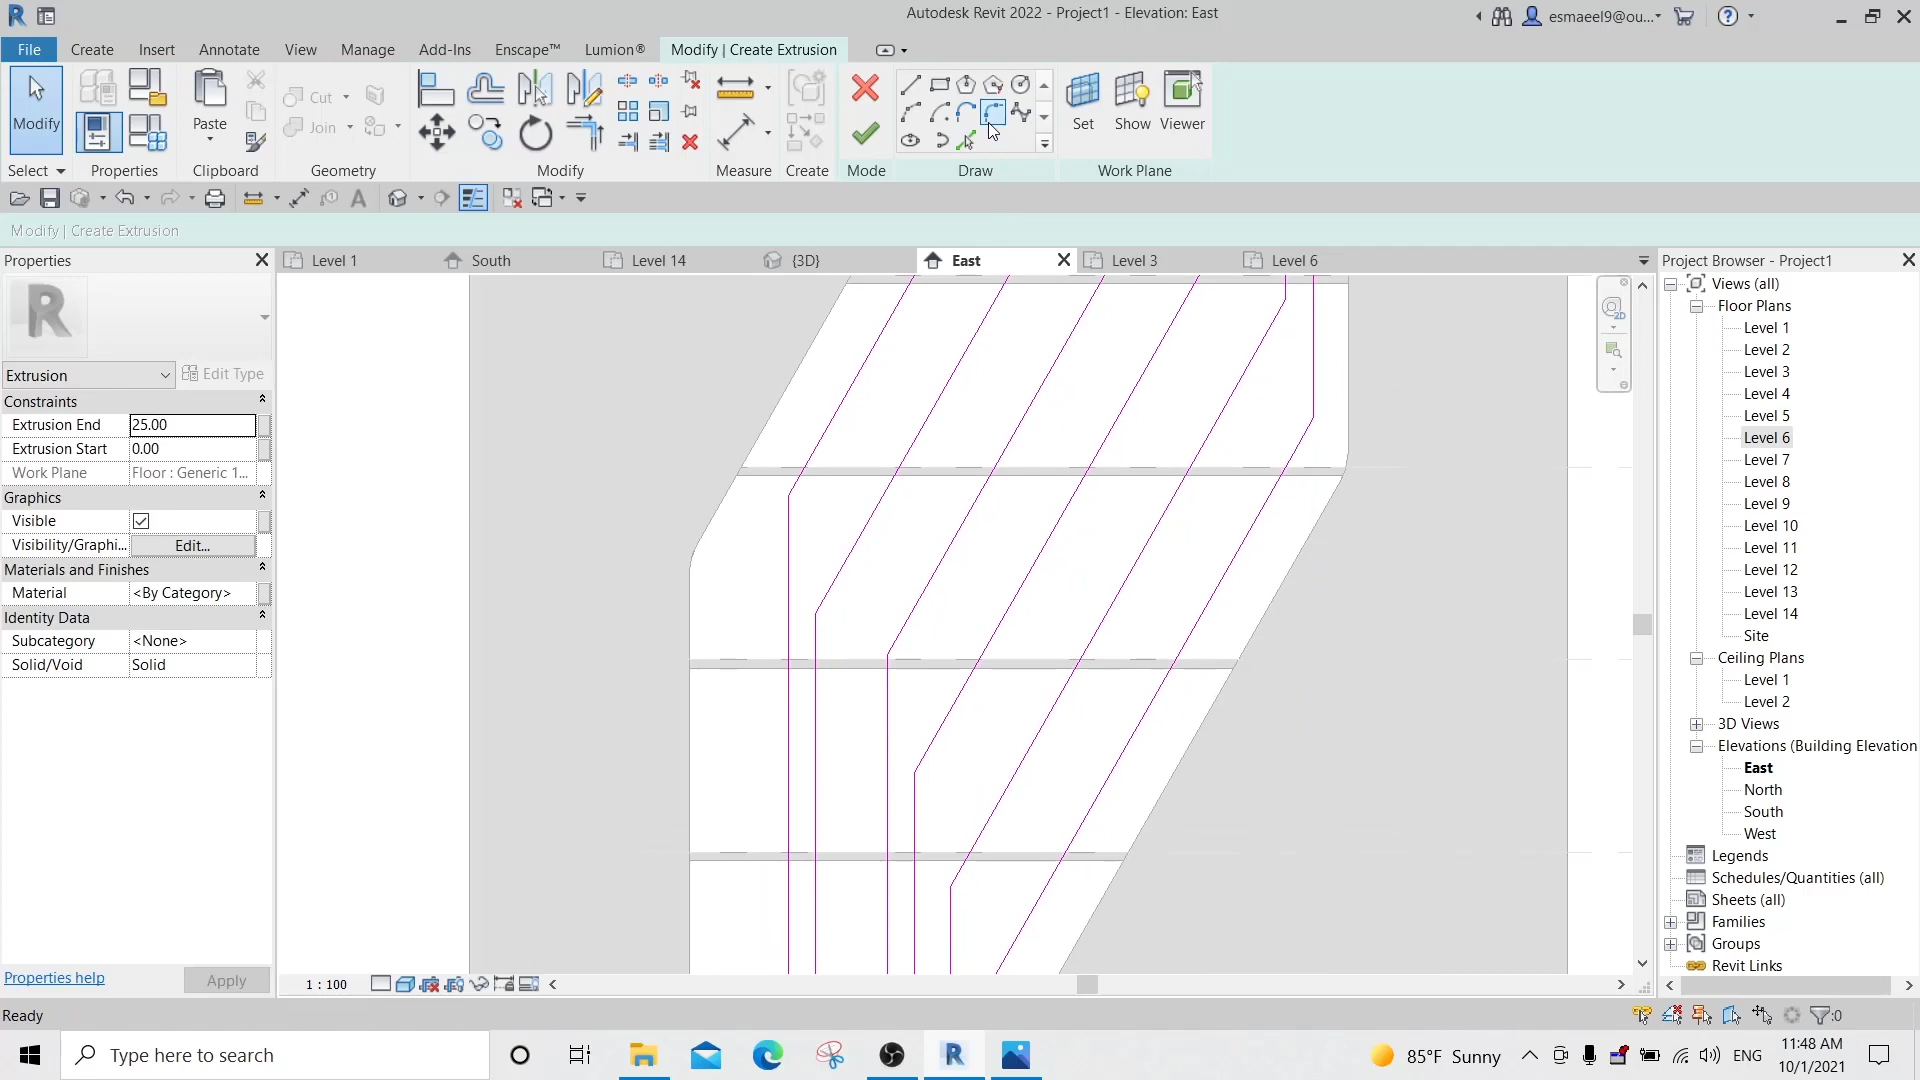 Autodesk Revit 2022 - Project1 - Elevation: East
esmaeel9@ou...
File
Create
Insert
Annotate
View
Manage
Add-Ins
Enscape™
Lumion®
Modify | Create Extrusion
Modify
Paste
Cut
Join
Set
Show
Viewer
Select
Properties
Clipboard
Geometry
Modify
Measure
Create
Mode
Draw
Work Plane
Modify | Create Extrusion
Properties
Level 1
South
Level 14
{3D}
East
Level 3
Level 6
Project Browser - Project1
Extrusion
Edit Type
Constraints
Extrusion End 25.00
Extrusion Start 0.00
Work Plane Floor : Generic 1...
Graphics
Visible
Visibility/Graphi... Edit...
Materials and Finishes
Material <By Category>
Identity Data
Subcategory <None>
Solid/Void Solid
Properties help
Apply
Views (all)
Floor Plans
Level 1
Level 2
Level 3
Level 4
Level 5
Level 6
Level 7
Level 8
Level 9
Level 10
Level 11
Level 12
Level 13
Level 14
Site
Ceiling Plans
Level 1
Level 2
3D Views
Elevations (Building Elevation
East
North
South
West
Legends
Schedules/Quantities (all)
Sheets (all)
Families
Groups
Revit Links
1 : 100
Ready
:0
Type here to search
85°F Sunny
ENG
11:48 AM
10/1/2021